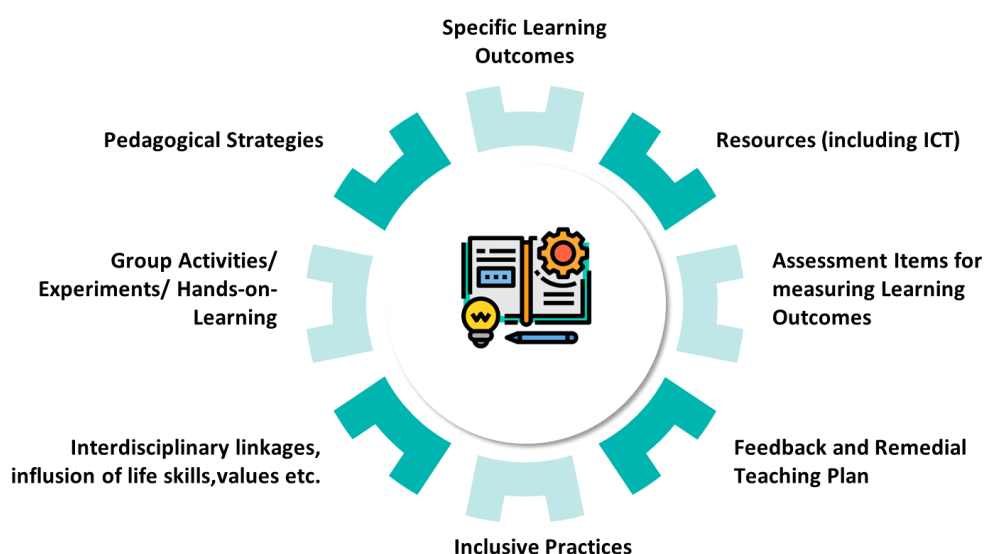 Specific Learning
Outcomes
Pedagogical Strategies
Resources (including ICT)
Group Activities/
Experiments/ Hands-on-
Learning
Assessment Items for
measuring Learning
Outcomes
Interdisciplinary linkages,
influsion of life skills,values etc.
Feedback and Remedial
Teaching Plan
Inclusive Practices